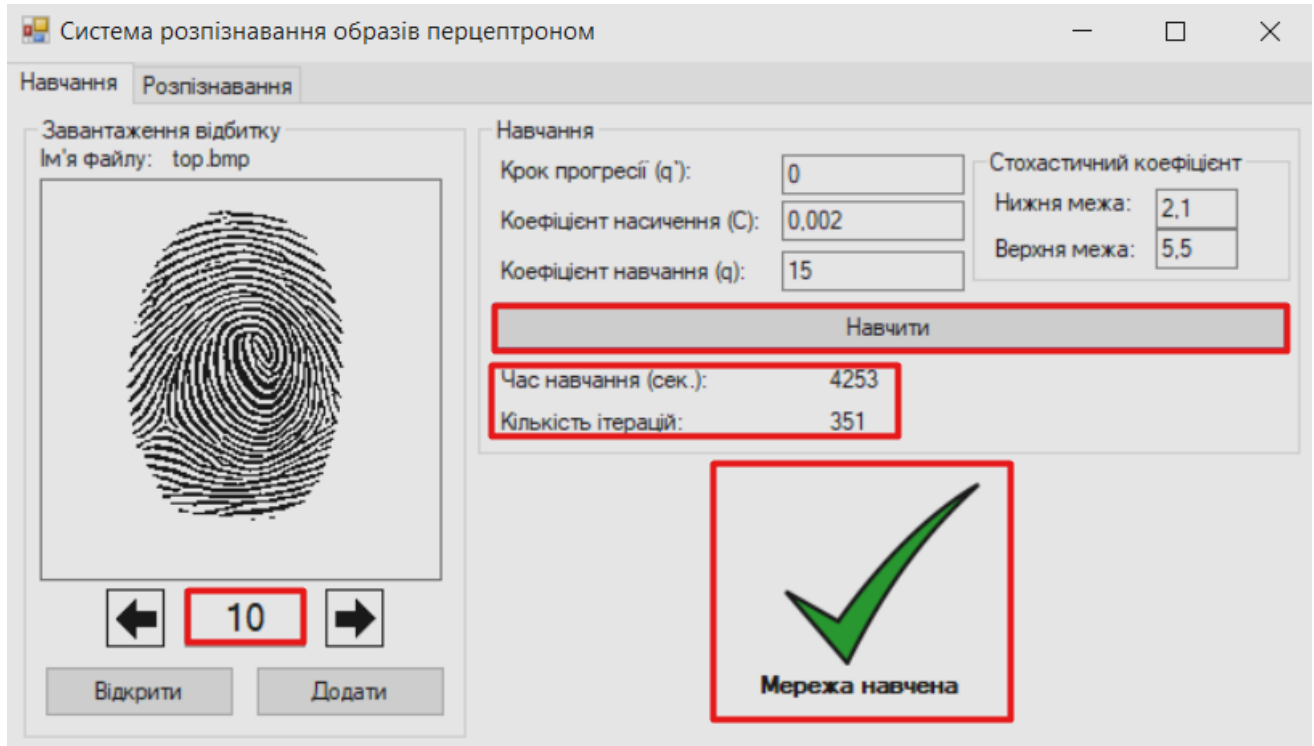 Система розпізнавання образів перцептроном
Навчання Розпізнавання
Завантаження відбитку
Ім'я файлу: top.bmp
10
Відкрити Додати
Навчання
Крок прогресії (q`): 0
Коефіцієнт насичення (C): 0,002
Коефіцієнт навчання (q): 15
Стохастичний коефіцієнт
Нижня межа: 2,1
Верхня межа: 5,5
Навчити
Час навчання (сек.): 4253
Кількість ітерацій: 351
Мережа навчена